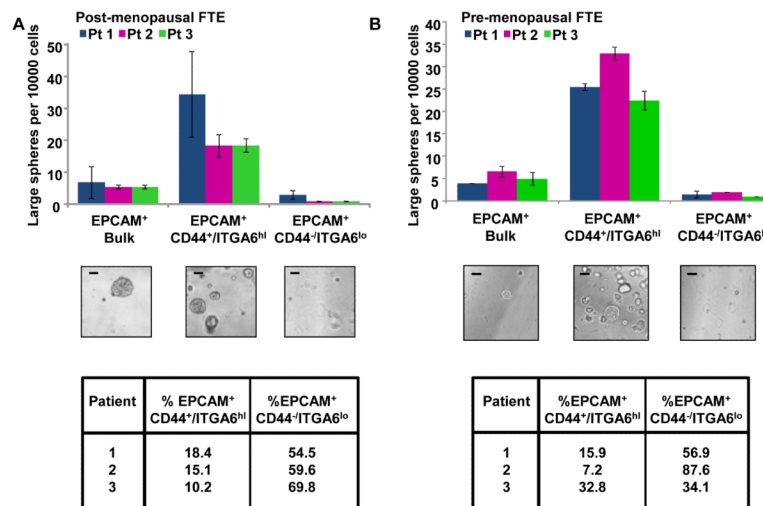 A
Post-menopausal FTE
Pt 1 Pt 2 Pt 3
Large spheres per 10000 cells
50
40
30
20
10
0
EPCAM⁺ Bulk
EPCAM⁺ CD44⁺/ITGA6ʰⁱ
EPCAM⁺ CD44⁻/ITGA6ˡᵒ
Patient % EPCAM⁺ CD44⁺/ITGA6ʰⁱ %EPCAM⁺ CD44⁻/ITGA6ˡᵒ
1 18.4 54.5
2 15.1 59.6
3 10.2 69.8
B
Pre-menopausal FTE
Pt 1 Pt 2 Pt 3
Large spheres per 10000 cells
40
35
30
25
20
15
10
5
0
EPCAM⁺ Bulk
EPCAM⁺ CD44⁺/ITGA6ʰⁱ
EPCAM⁺ CD44⁻/ITGA6ˡ
Patient %EPCAM⁺ CD44⁺/ITGA6ʰⁱ %EPCAM⁺ CD44⁻/ITGA6ˡᵒ
1 15.9 56.9
2 7.2 87.6
3 32.8 34.1